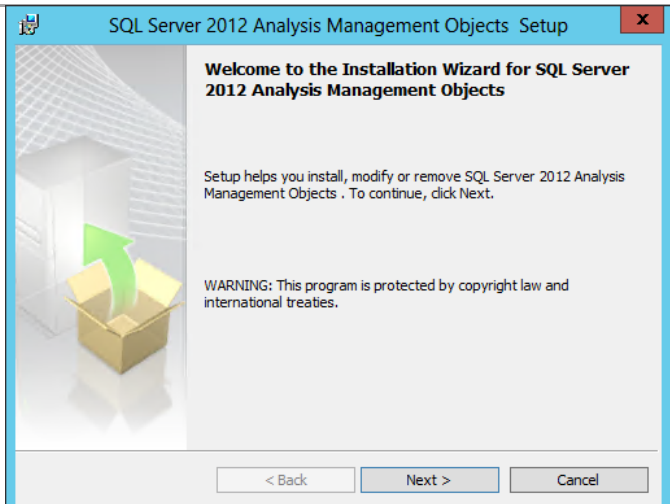 SQL Server 2012 Analysis Management Objects  Setup
x
Welcome to the Installation Wizard for SQL Server
2012 Analysis Management Objects
Setup helps you install, modify or remove SQL Server 2012 Analysis
Management Objects . To continue, click Next.
WARNING: This program is protected by copyright law and
international treaties.
< Back
Next >
Cancel